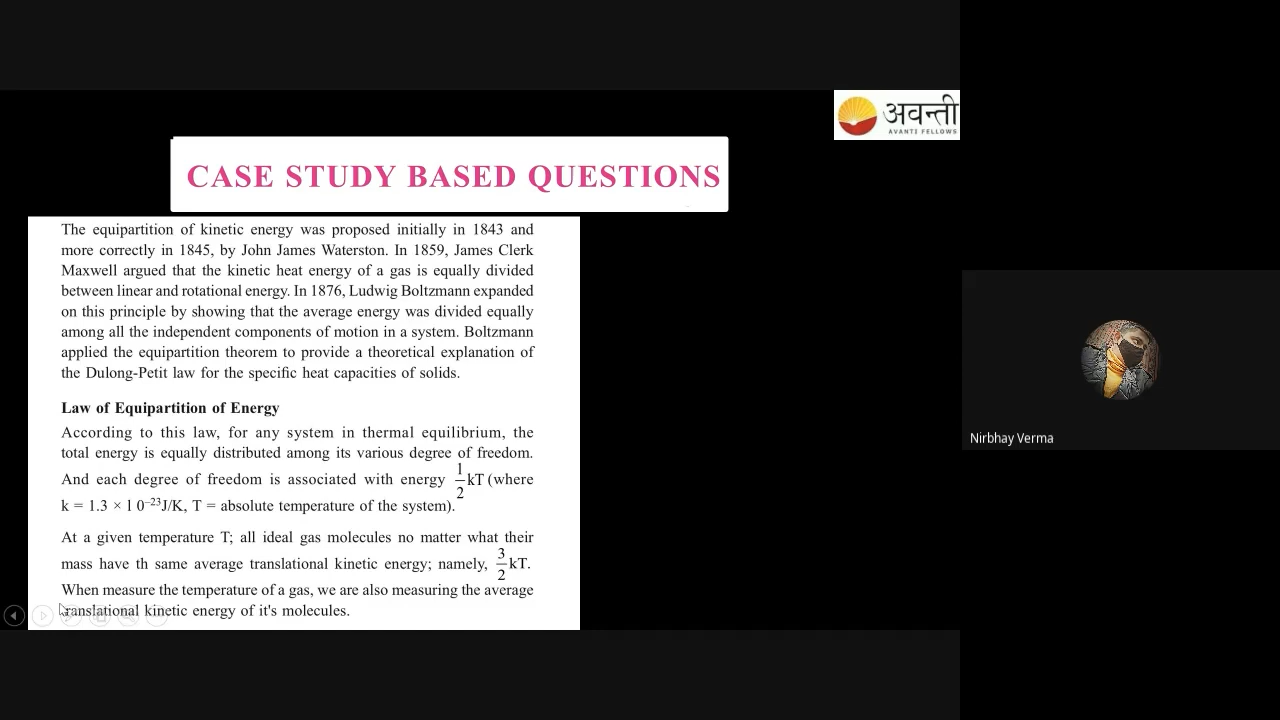 अवन्ती
AVANTI FELLOWS
CASE STUDY BASED QUESTIONS
The equipartition of kinetic energy was proposed initially in 1843 and
more correctly in 1845, by John James Waterston. In 1859, James Clerk
Maxwell argued that the kinetic heat energy of a gas is equally divided
between linear and rotational energy. In 1876, Ludwig Boltzmann expanded
on this principle by showing that the average energy was divided equally
among all the independent components of motion in a system. Boltzmann
applied the equipartition theorem to provide a theoretical explanation of
the Dulong-Petit law for the specific heat capacities of solids.
Law of Equipartition of Energy
According to this law, for any system in thermal equilibrium, the
total energy is equally distributed among its various degree of freedom.
And each degree of freedom is associated with energy 1/2 kT (where
k = 1.3 × 1 0⁻²³J/K, T = absolute temperature of the system).
At a given temperature T; all ideal gas molecules no matter what their
mass have th same average translational kinetic energy; namely, 3/2 kT.
When measure the temperature of a gas, we are also measuring the average
translational kinetic energy of it's molecules.
Nirbhay Verma